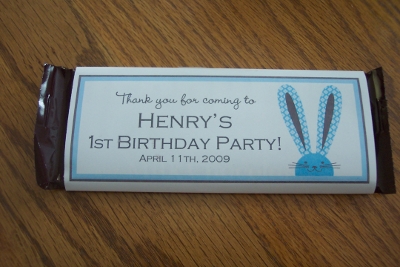 Thank you for coming to
Henry's
1st Birthday Party!
April 11th, 2009